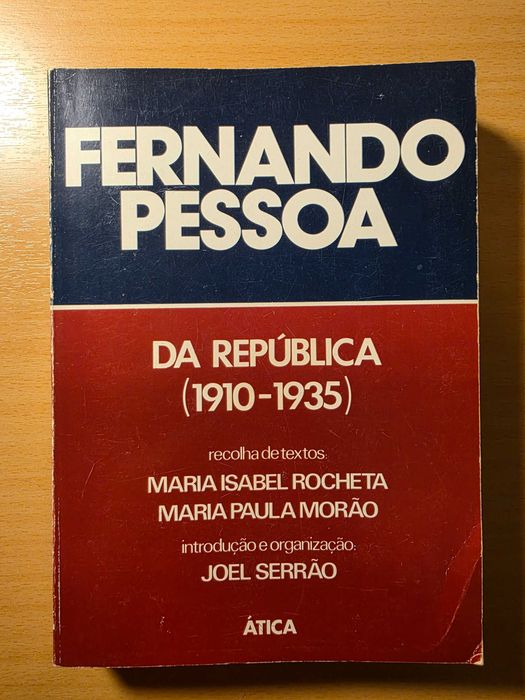 FERNANDO
PESSOA
DA REPÚBLICA
(1910-1935)
recolha de textos:
MARIA ISABEL ROCHETA
MARIA PAULA MORÃO
introdução e organização:
JOEL SERRÃO
ÁTICA